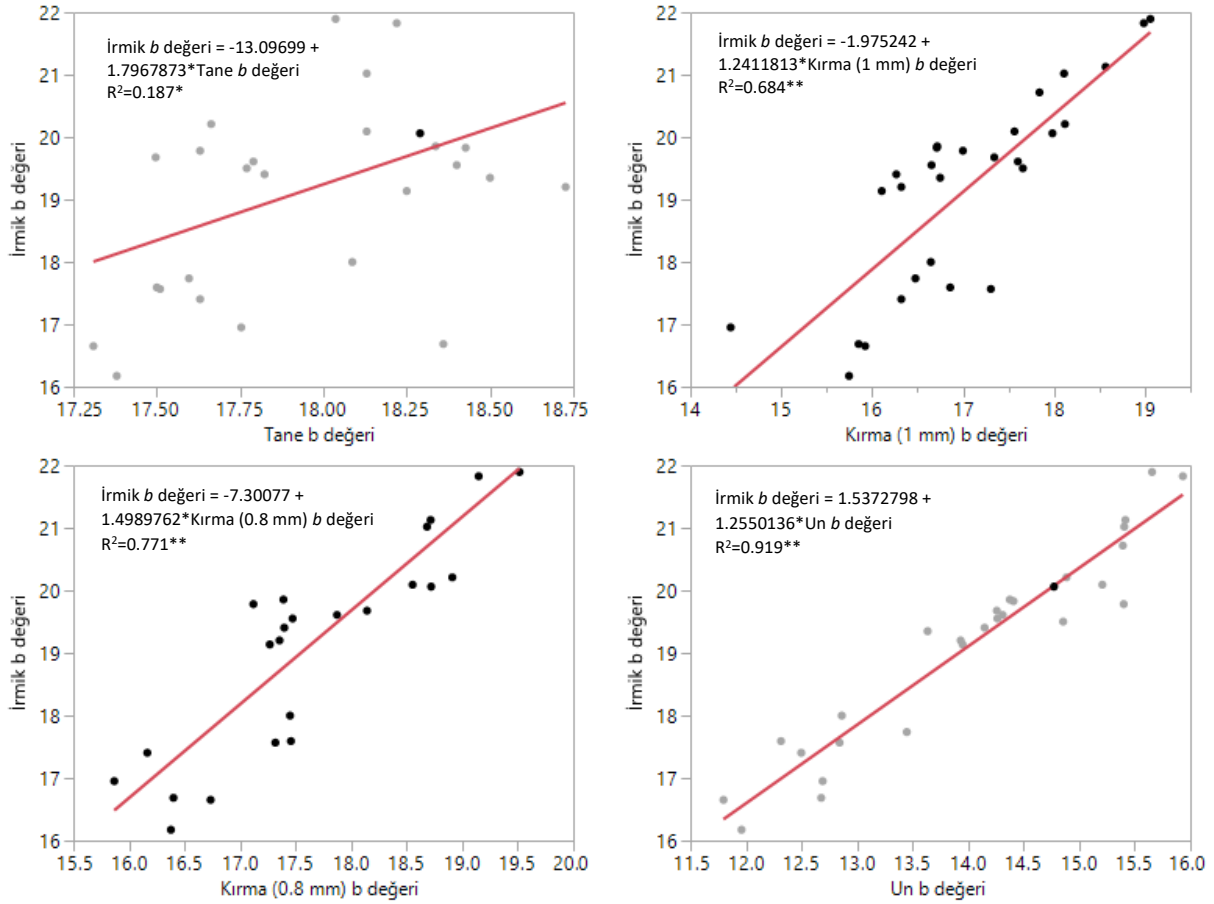 İrmik b değeri = -13.09699 +
1.7967873*Tane b değeri
R²=0.187*
İrmik b değeri
22
21
20
19
18
17
16
17.25 17.50 17.75 18.00 18.25 18.50 18.75
Tane b değeri
İrmik b değeri = -1.975242 +
1.2411813*Kırma (1 mm) b değeri
R²=0.684**
İrmik b değeri
22
21
20
19
18
17
16
14 15 16 17 18 19
Kırma (1 mm) b değeri
İrmik b değeri = -7.30077 +
1.4989762*Kırma (0.8 mm) b değeri
R²=0.771**
İrmik b değeri
22
21
20
19
18
17
16
15.5 16.0 16.5 17.0 17.5 18.0 18.5 19.0 19.5 20.0
Kırma (0.8 mm) b değeri
İrmik b değeri = 1.5372798 +
1.2550136*Un b değeri
R²=0.919**
İrmik b değeri
22
21
20
19
18
17
16
11.5 12.0 12.5 13.0 13.5 14.0 14.5 15.0 15.5 16.0
Un b değeri